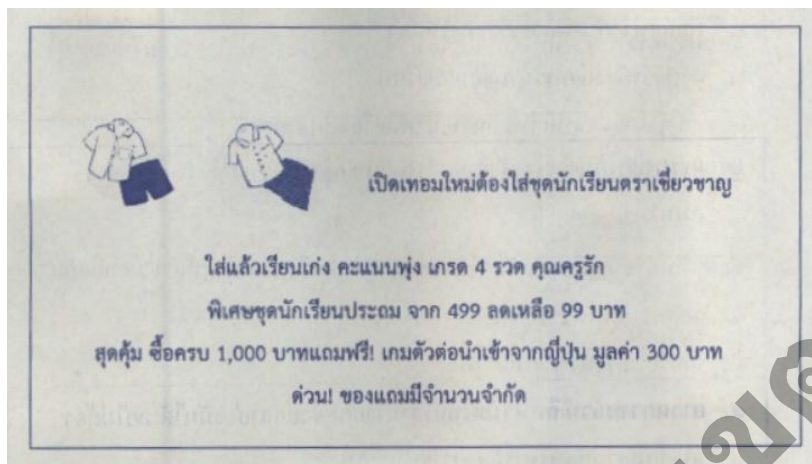 เปิดเทอมใหม่ต้องใส่ชุดนักเรียนตราเชี่ยวชาญ
ใส่แล้วเรียนเก่ง คะแนนพุ่ง เกรด 4 รวด คุณครูรัก
พิเศษชุดนักเรียนประถม จาก 499 ลดเหลือ 99 บาท
สุดคุ้ม ซื้อครบ 1,000 บาทแถมฟรี! เกมตัวต่อนำเข้าจากญี่ปุ่น มูลค่า 300 บาท
ด่วน! ของแถมมีจำนวนจำกัด